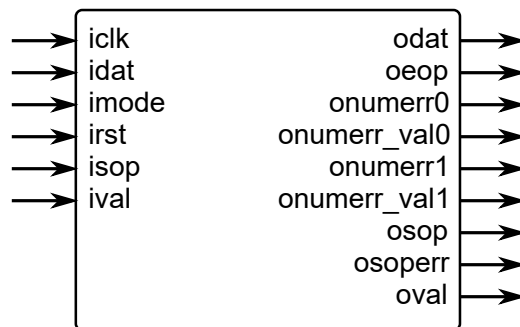 iclk odat
idat oeop
imode onumerr0
irst onumerr_val0
isop onumerr1
ival onumerr_val1
osop
osoperr
oval